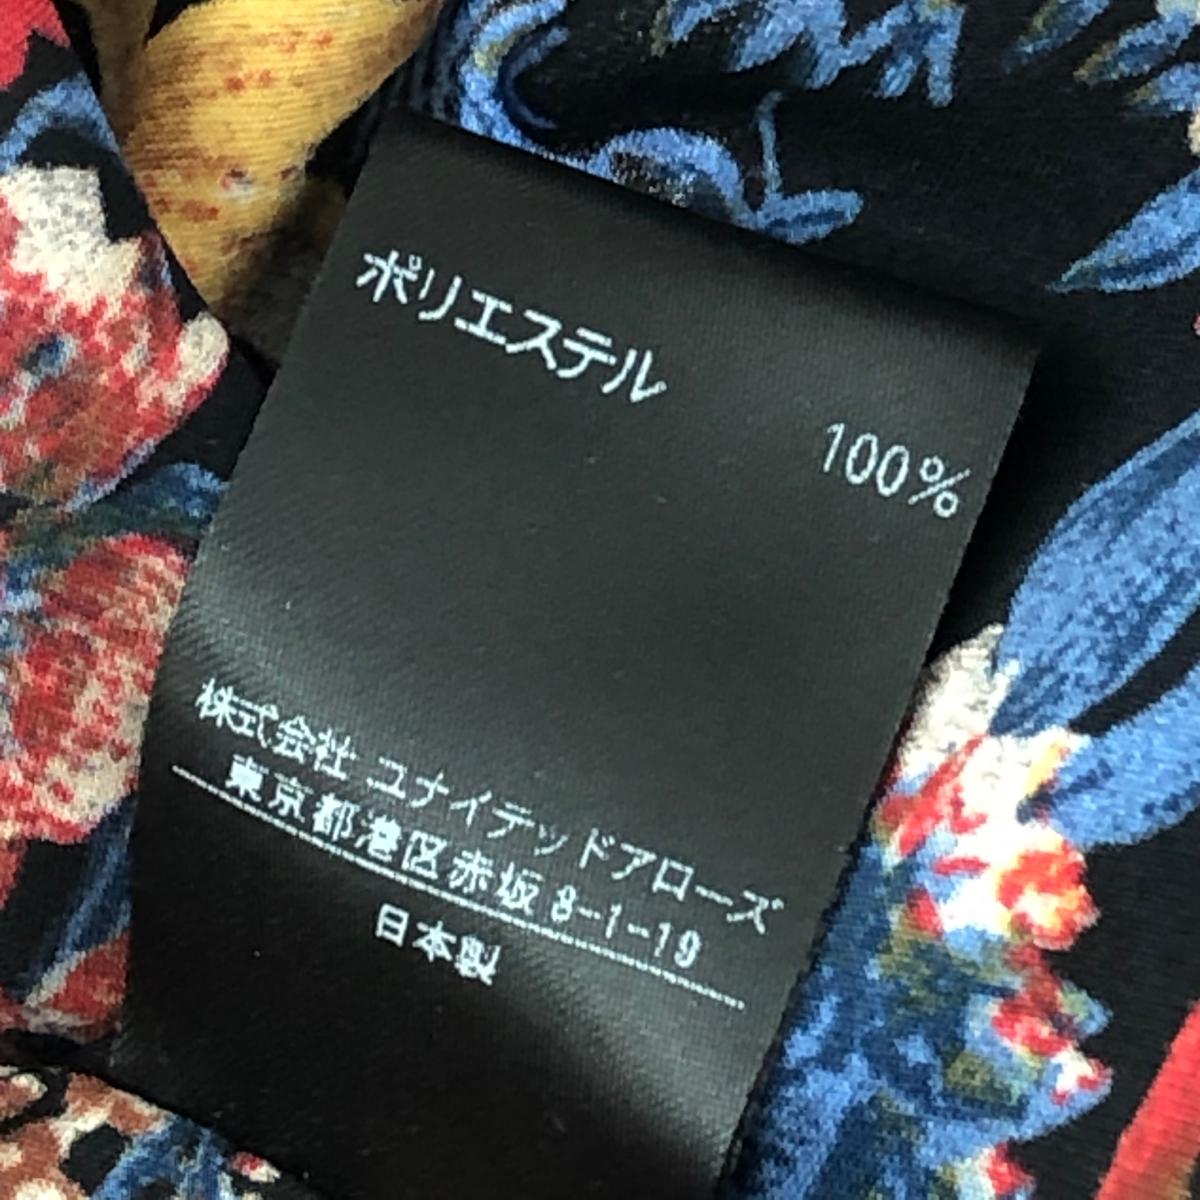 ポリエステル
100%
株式会社 ユナイテッドアローズ
東京都港区赤坂 8-1-19
日本製